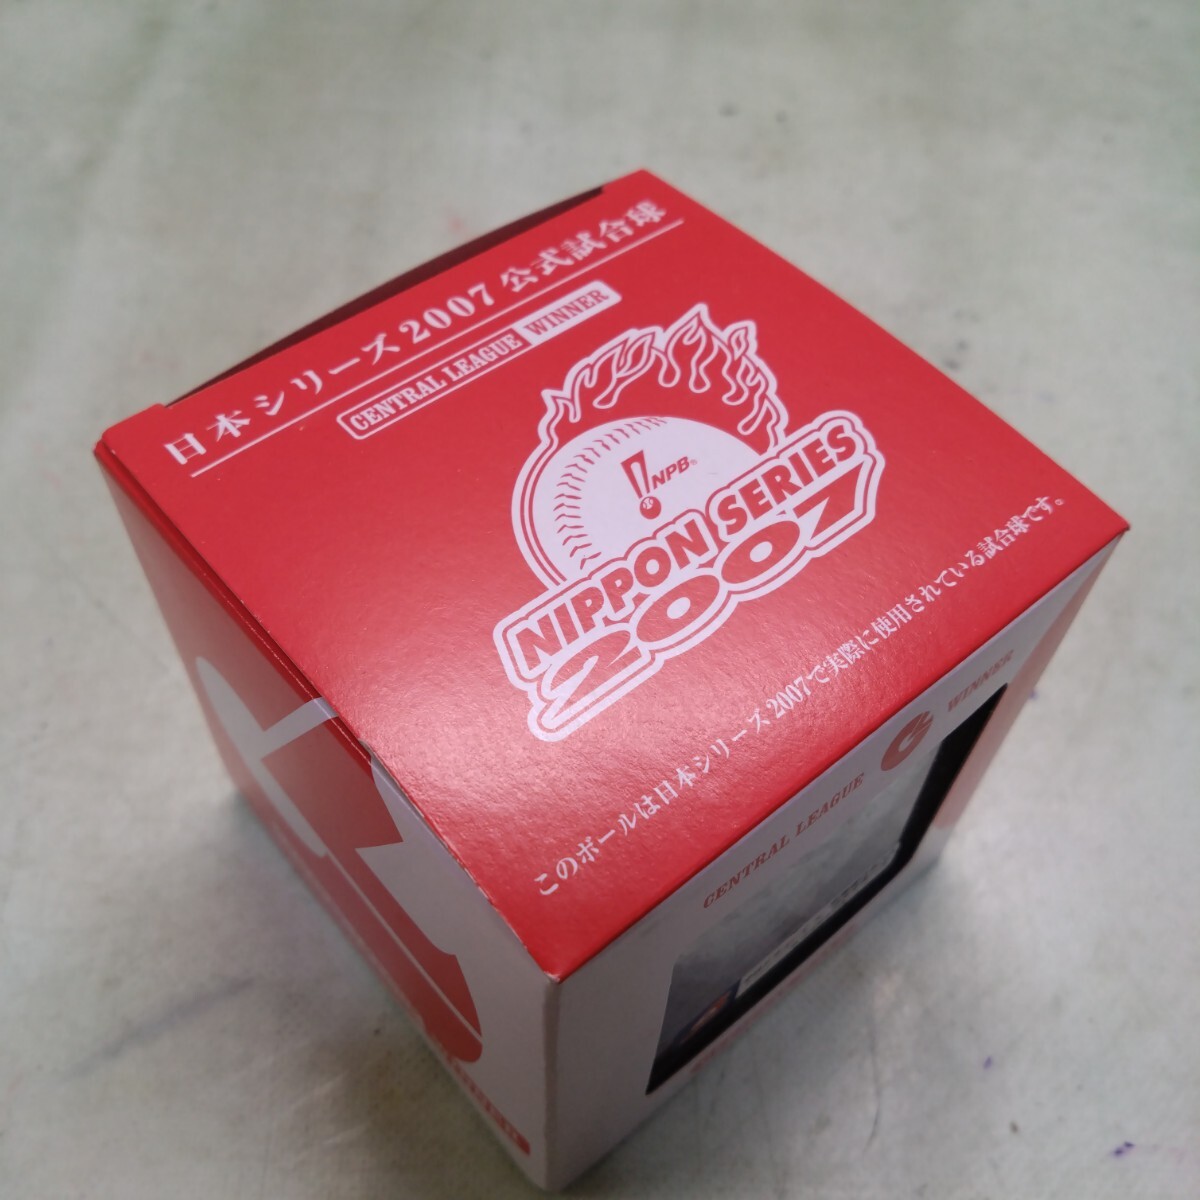 日本シリーズ2007 公式試合球
CENTRAL LEAGUE WINNER
NPB®
NIPPON SERIES
2007
このボールは日本シリーズ2007で実際に使用されている試合球です。
CENTRAL LEAGUE C WINNER